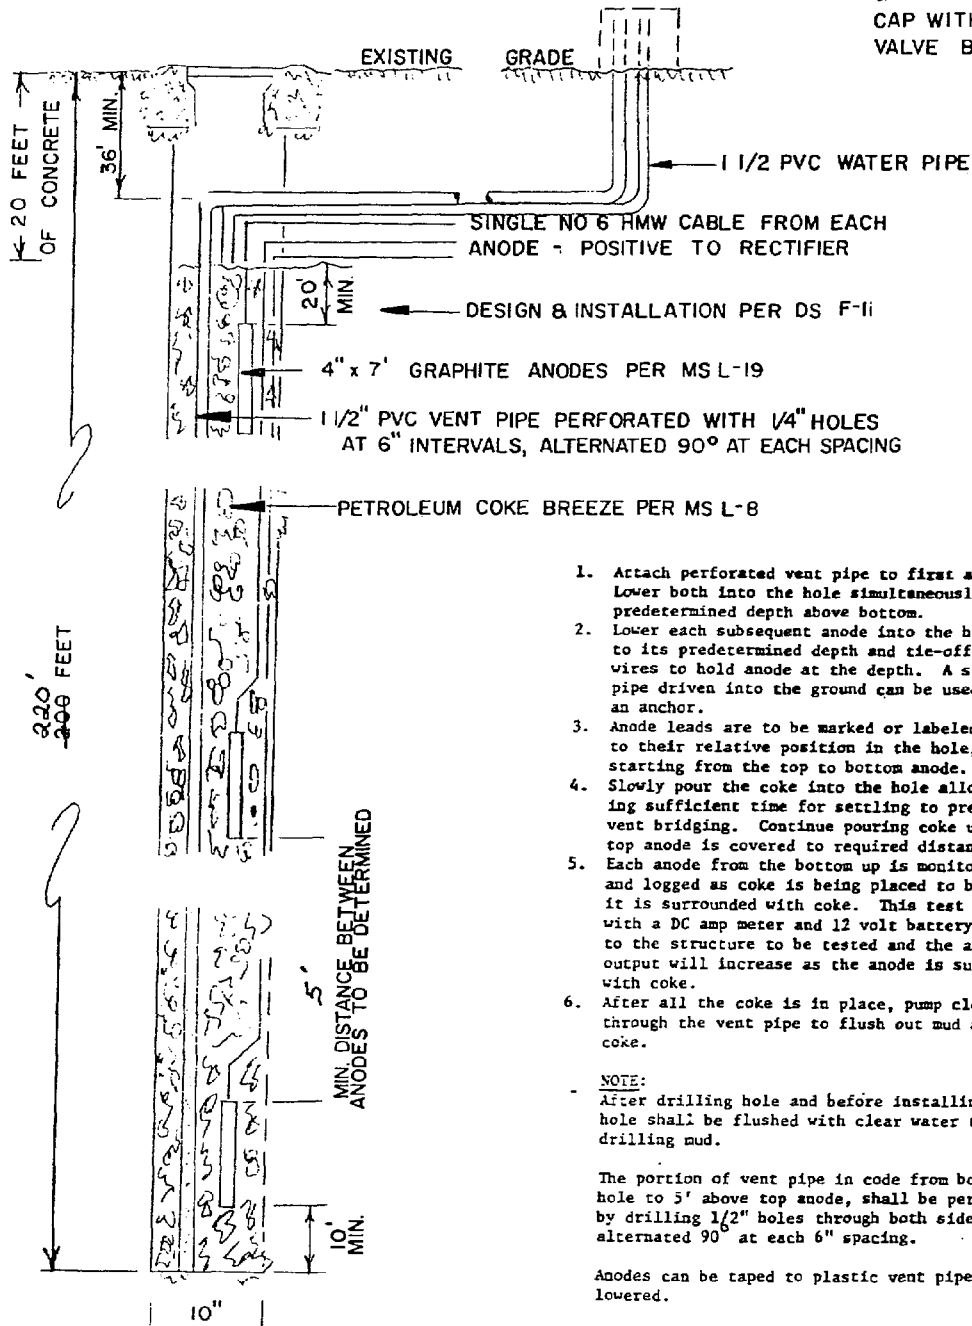 CAP WITH
VALVE B
EXISTING GRADE
20 FEET
OF CONCRETE
36' MIN.
1 1/2 PVC WATER PIPE
SINGLE NO 6 HMW CABLE FROM EACH
ANODE - POSITIVE TO RECTIFIER
20'
MIN.
DESIGN & INSTALLATION PER DS F-11
4" x 7' GRAPHITE ANODES PER MS L-19
1 1/2" PVC VENT PIPE PERFORATED WITH 1/4" HOLES
AT 6" INTERVALS, ALTERNATED 90° AT EACH SPACING
PETROLEUM COKE BREEZE PER MS L-8
220'
200 FEET
MIN. DISTANCE BETWEEN
ANODES TO BE DETERMINED
5'
10'
MIN.
10"
1. Attach perforated vent pipe to first a
Lower both into the hole simultaneousl
predetermined depth above bottom.
2. Lower each subsequent anode into the h
to its predetermined depth and tie-off
wires to hold anode at the depth. A s
pipe driven into the ground can be use
an anchor.
3. Anode leads are to be marked or labele
to their relative position in the hole,
starting from the top to bottom anode.
4. Slowly pour the coke into the hole allo
ing sufficient time for settling to pre
vent bridging. Continue pouring coke u
top anode is covered to required distan
5. Each anode from the bottom up is monito
and logged as coke is being placed to b
it is surrounded with coke. This test
with a DC amp meter and 12 volt battery
to the structure to be tested and the a
output will increase as the anode is su
with coke.
6. After all the coke is in place, pump cle
through the vent pipe to flush out mud a
coke.
NOTE:
After drilling hole and before installin
hole shall be flushed with clear water
drilling mud.
The portion of vent pipe in code from bo
hole to 5' above top anode, shall be per
by drilling 1/2" holes through both side
alternated 90° at each 6" spacing.
Anodes can be taped to plastic vent pipe
lowered.